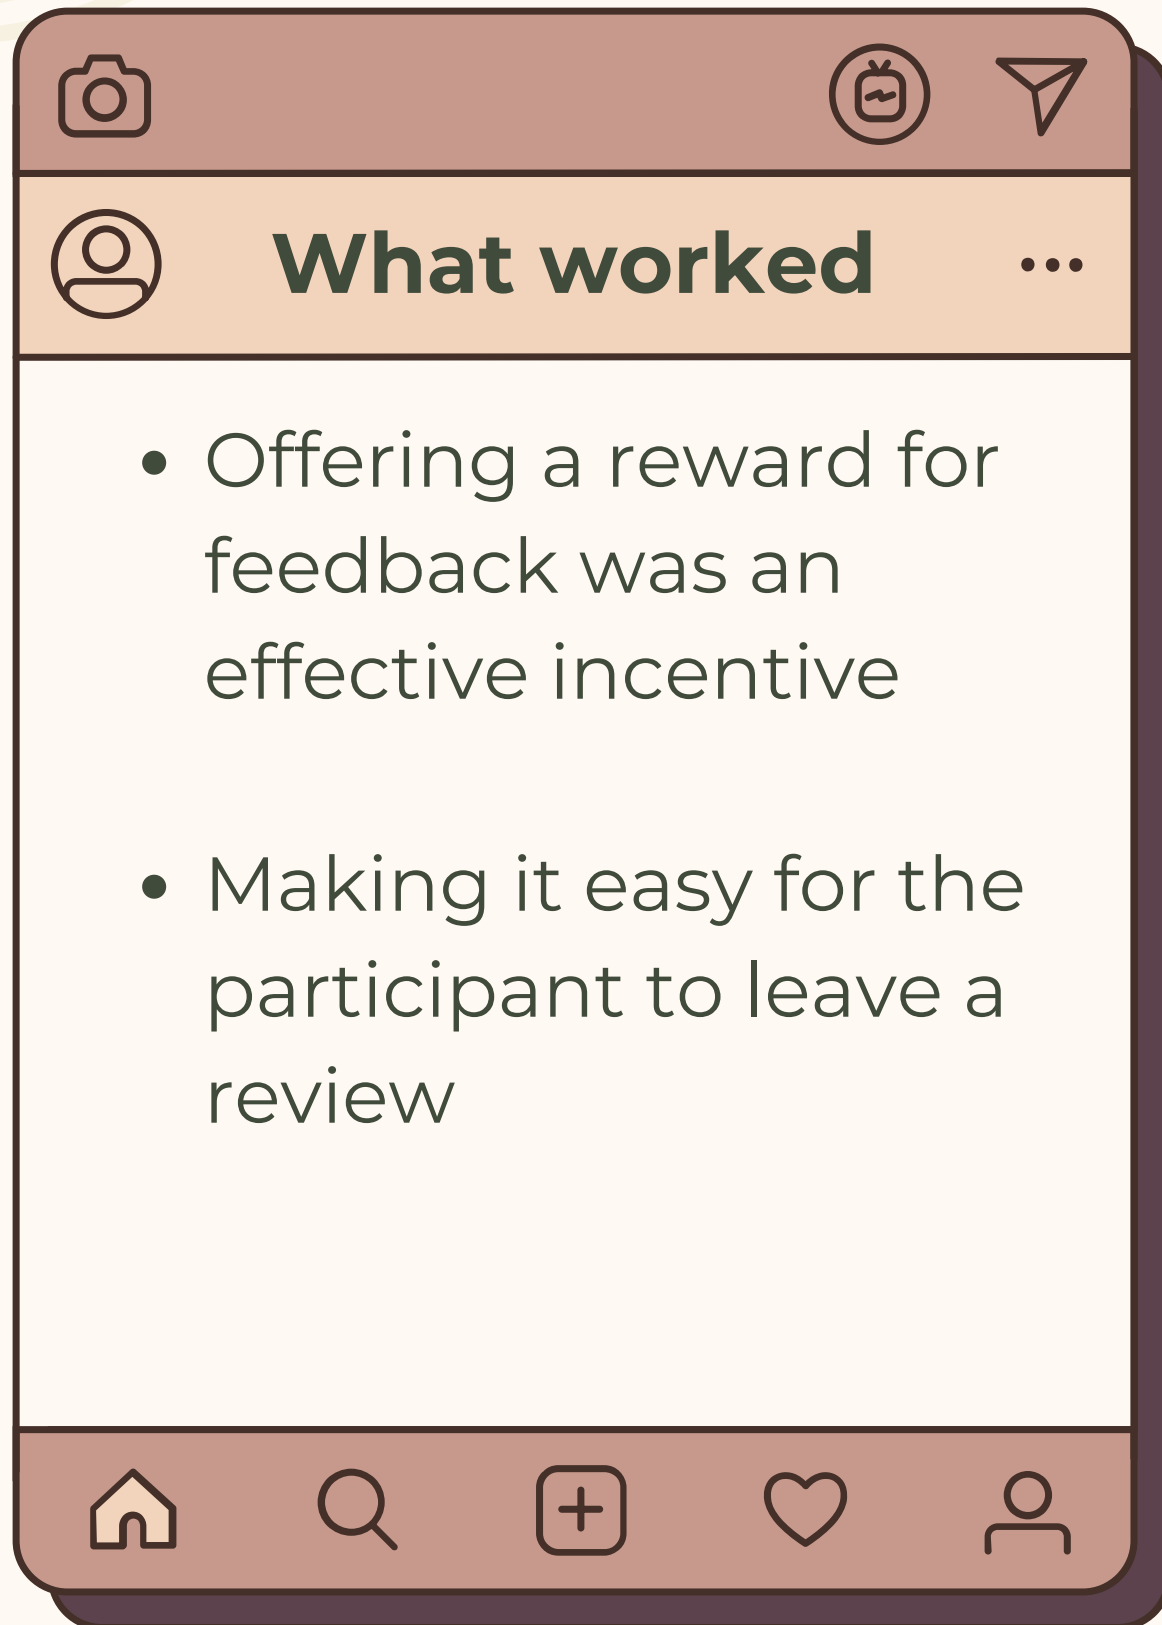 What worked
• Offering a reward for
feedback was an
effective incentive
• Making it easy for the
participant to leave a
review